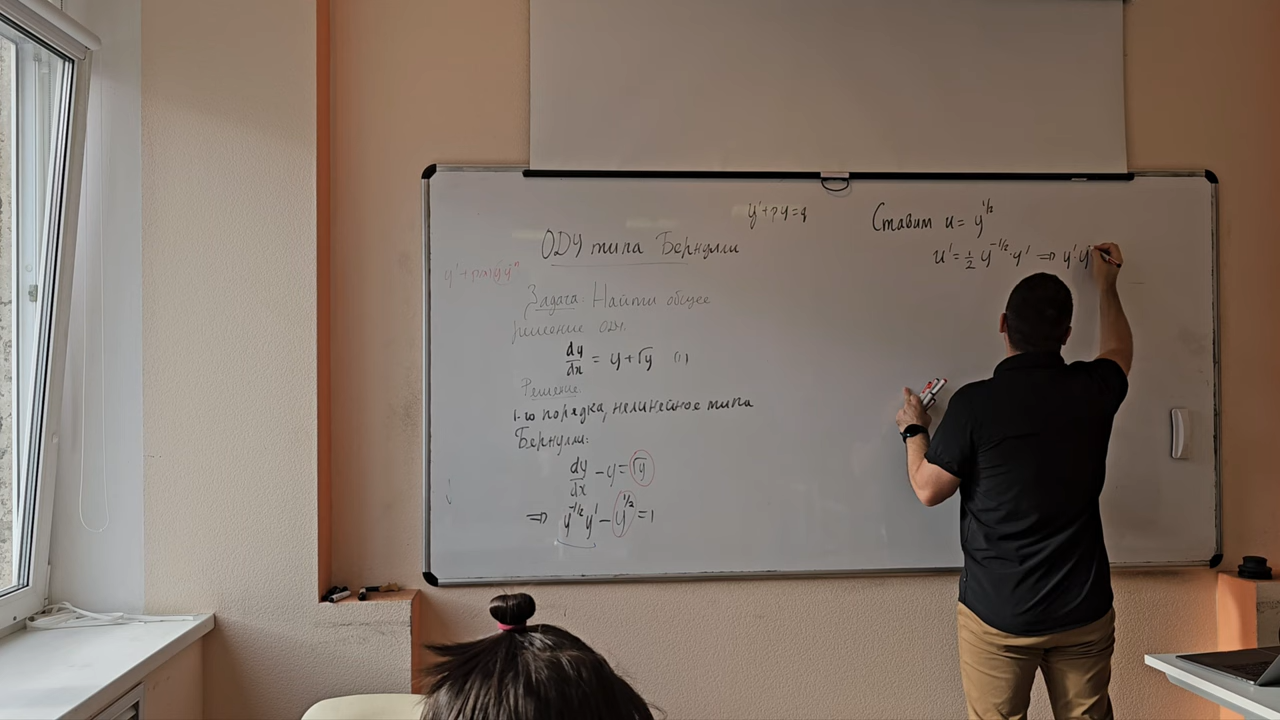 y' + py = q
ОДУ типа Бернулли
Задача: Найти общее
решение ОДУ.
dy/dx = y + √y (1)
Решение.
1-го порядка, нелинейное типа
Бернулли:
dy/dx - y = √y
⇒ y^{-1/2} y' - y^{1/2} = 1
Ставим u = y^{1/2}
u' = 1/2 y^{-1/2} · y' ⇒ y' · y